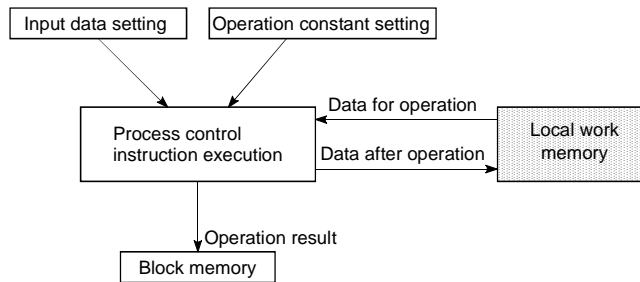 Input data setting
Operation constant setting
Data for operation
Process control
instruction execution
Local work
memory
Data after operation
Operation result
Block memory